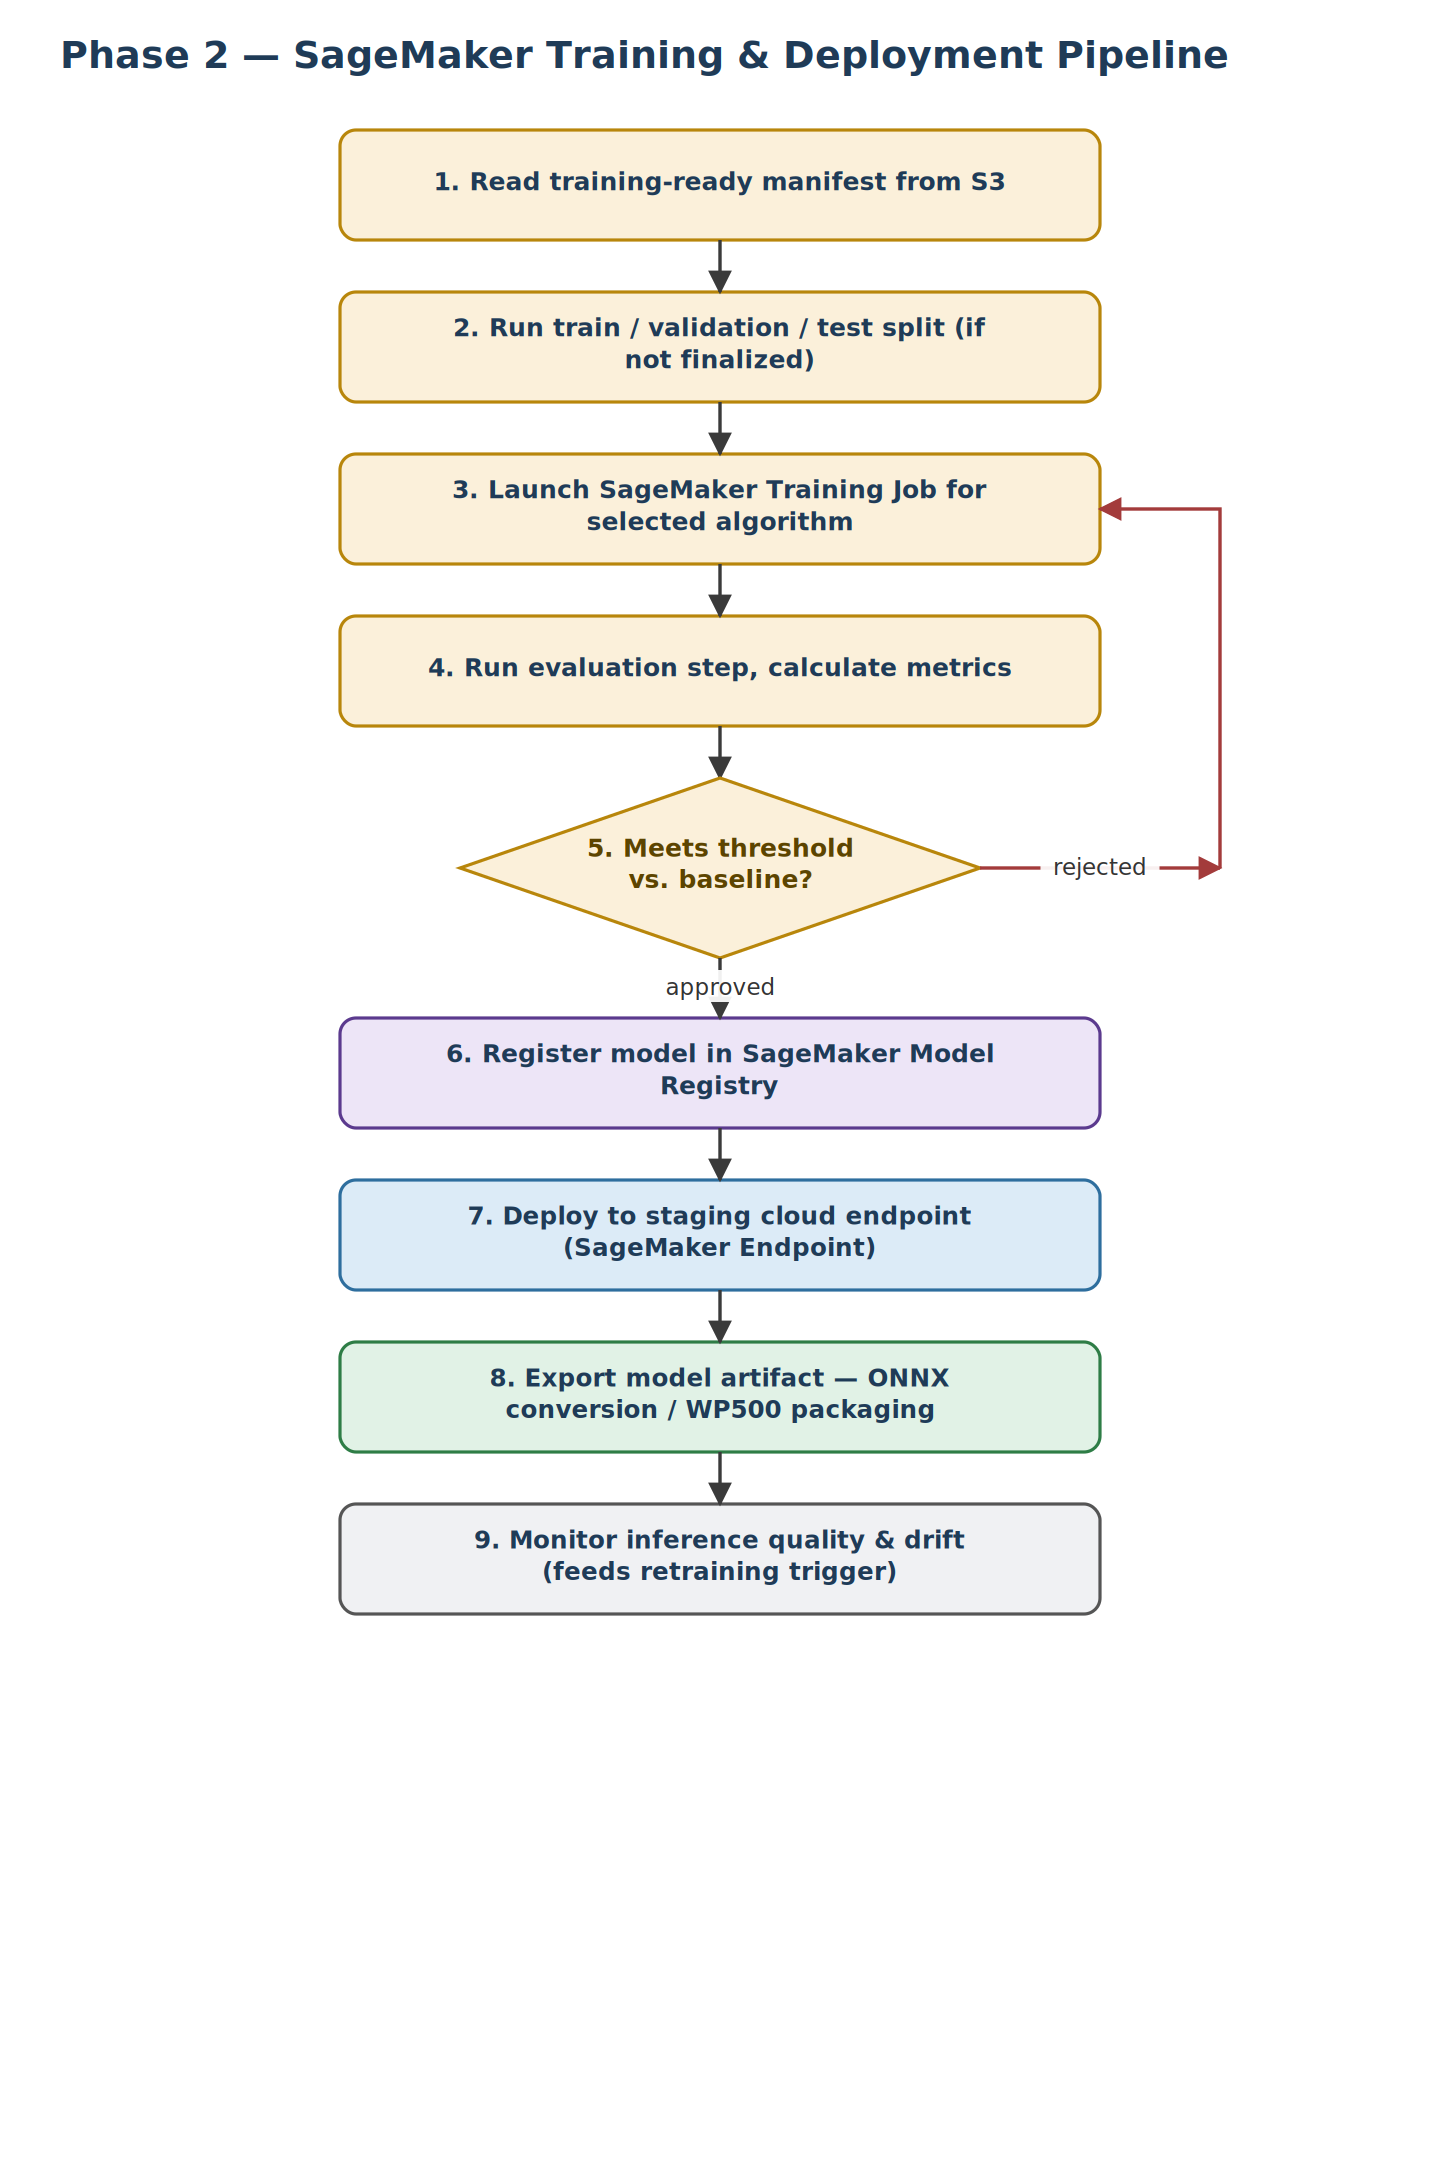 Phase 2 — SageMaker Training & Deployment Pipeline
1. Read training-ready manifest from S3
2. Run train / validation / test split (if
not finalized)
3. Launch SageMaker Training Job for
selected algorithm
4. Run evaluation step, calculate metrics
5. Meets threshold
vs. baseline?
rejected
approved
6. Register model in SageMaker Model
Registry
7. Deploy to staging cloud endpoint
(SageMaker Endpoint)
8. Export model artifact — ONNX
conversion / WP500 packaging
9. Monitor inference quality & drift
(feeds retraining trigger)